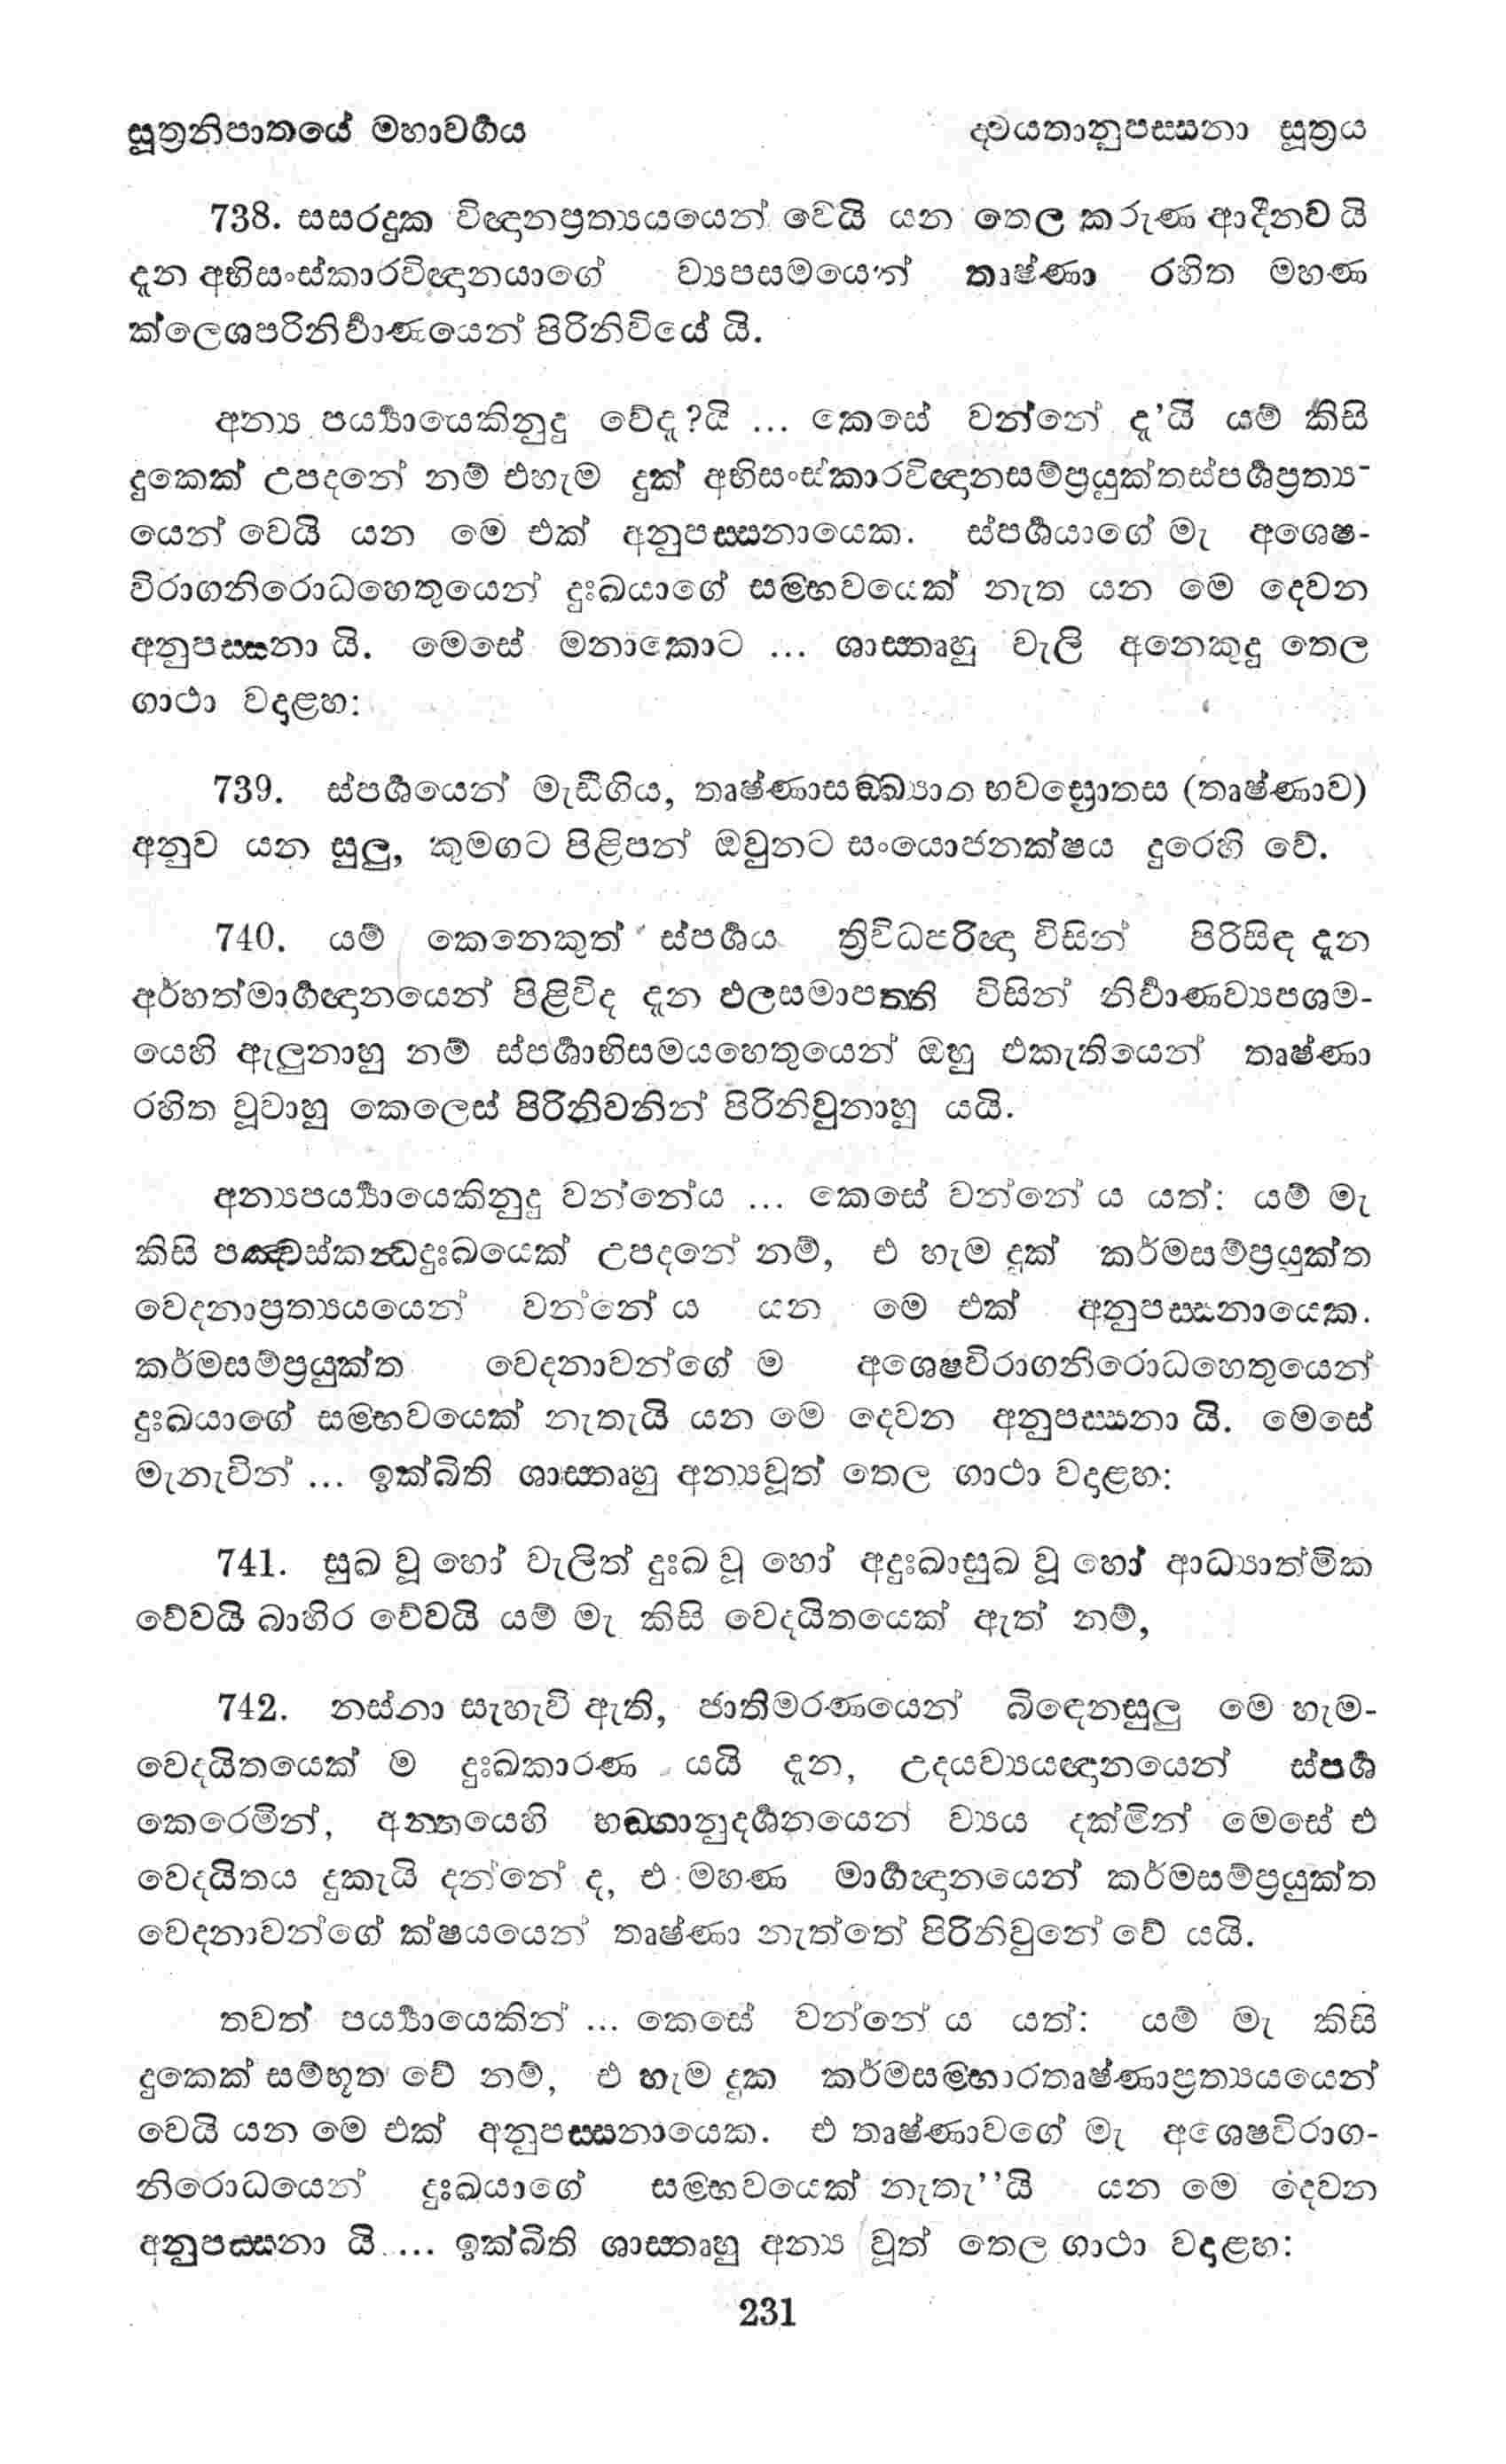 සූත්‍රනිපාතයේ මහාවර්‍ගය ද්‍වයතානුපස්සනා සූත්‍රය
738. සසරදුක විඥානප්‍රත්‍යයයෙන් වෙයි යන තෙල කරුණ ආදීනව යි
දැන අභිසංස්කාරවිඥානයාගේ ව්‍යපසමයෙන් තෘෂ්ණා රහිත මහණ
ක්ලෙශපරිනිර්‍වාණයෙන් පිරිනිවියේ යි.
අන්‍ය පර්‍ය්‍යායෙකිනුදු වේදැ?යි ... කෙසේ වන්නේ ද'යි යම් කිසි
දුකෙක් උපදනේ නම් එහැම දුක් අභිසංස්කාරවිඥානසම්ප්‍රයුක්තස්පර්‍ශප්‍රත්‍ය-
යෙන් වෙයි යන මෙ එක් අනුපස්සනායෙක. ස්පර්‍ශයාගේ මැ අශෙෂ-
විරාගනිරොධහෙතුයෙන් දුඃඛයාගේ සම්භවයෙක් නැත යන මෙ දෙවන
අනුපස්සනා යි. මෙසේ මනාකොට ... ශාස්තෘහු වැලි අනෙකුදු තෙල
ගාථා වදාළහ:
739. ස්පර්‍ශයෙන් මැඩීගිය, තෘෂ්ණාසඞ්ඛ්‍යාත භවස්‍රොතස (තෘෂ්ණාව)
අනුව යන සුලු, කුමගට පිළිපන් ඔවුනට සංයොජනක්ෂය දුරෙහි වේ.
740. යම් කෙනෙකුත් ස්පර්‍ශය ත්‍රිවිධපරිඥා විසින් පිරිසිඳ දැන
අර්හත්මාර්‍ගඥානයෙන් පිළිවිද දැන ඵලසමාපත්ති විසින් නිර්‍වාණව්‍යපශම-
යෙහි ඇලුනාහු නම් ස්පර්‍ශාභිසමයහෙතුයෙන් ඔහු එකැතියෙන් තෘෂ්ණා
රහිත වූවාහු කෙලෙස් පිරිනිවනින් පිරිනිවුනාහු යයි.
අන්‍යපර්‍ය්‍යායෙකිනුදු වන්නේය ... කෙසේ වන්නේ ය යත්: යම් මැ
කිසි පඤ්චස්කන්‍ධදුඃඛයෙක් උපදනේ නම්, එ හැම දුක් කර්මසම්ප්‍රයුක්ත
වෙදනාප්‍රත්‍යයයෙන් වන්නේ ය යන මෙ එක් අනුපස්සනායෙක.
කර්මසම්ප්‍රයුක්ත වෙදනාවන්ගේ ම අශෙෂවිරාගනිරොධහෙතුයෙන්
දුඃඛයාගේ සම්භවයෙක් නැතැයි යන මෙ දෙවන අනුපස්සනා යි. මෙසේ
මැනැවින් ... ඉක්බිති ශාස්තෘහු අන්‍යවූත් තෙල ගාථා වදාළහ:
741. සුඛ වූ හෝ වැලිත් දුඃඛ වූ හෝ අදුඃඛාසුඛ වූ හෝ ආධ්‍යාත්මික
වේවයි බාහිර වේවයි යම් මැ කිසි වෙදයිතයෙක් ඇත් නම්,
742. නස්නා සැහැවි ඇති, ජාතිමරණයෙන් බිඳෙනසුලු මෙ හැම-
වෙදයිතයෙක් ම දුඃඛකාරණ යයි දැන, උදයව්‍යයඥානයෙන් ස්පර්‍ශ
කෙරෙමින්, අන්තයෙහි භඞ්ගානුදර්‍ශනයෙන් ව්‍යය දක්මින් මෙසේ එ
වෙදයිතය දුකැයි දන්නේ ද, එ මහණ මාර්‍ගඥානයෙන් කර්මසම්ප්‍රයුක්ත
වෙදනාවන්ගේ ක්ෂයයෙන් තෘෂ්ණා නැත්තේ පිරිනිවුනේ වේ යයි.
තවත් පර්‍ය්‍යායෙකින් ... කෙසේ වන්නේ ය යත්: යම් මැ කිසි
දුකෙක් සම්භූත වේ නම්, එ හැම දුක කර්මසම්භාරතෘෂ්ණාප්‍රත්‍යයයෙන්
වෙයි යන මෙ එක් අනුපස්සනායෙක. එ තෘෂ්ණාවගේ මැ අශෙෂවිරාග-
නිරොධයෙන් දුඃඛයාගේ සම්භවයෙක් නැතැ''යි යන මෙ දෙවන
අනුපස්සනා යි ... ඉක්බිති ශාස්තෘහු අන්‍ය වූත් තෙල ගාථා වදාළහ:
231